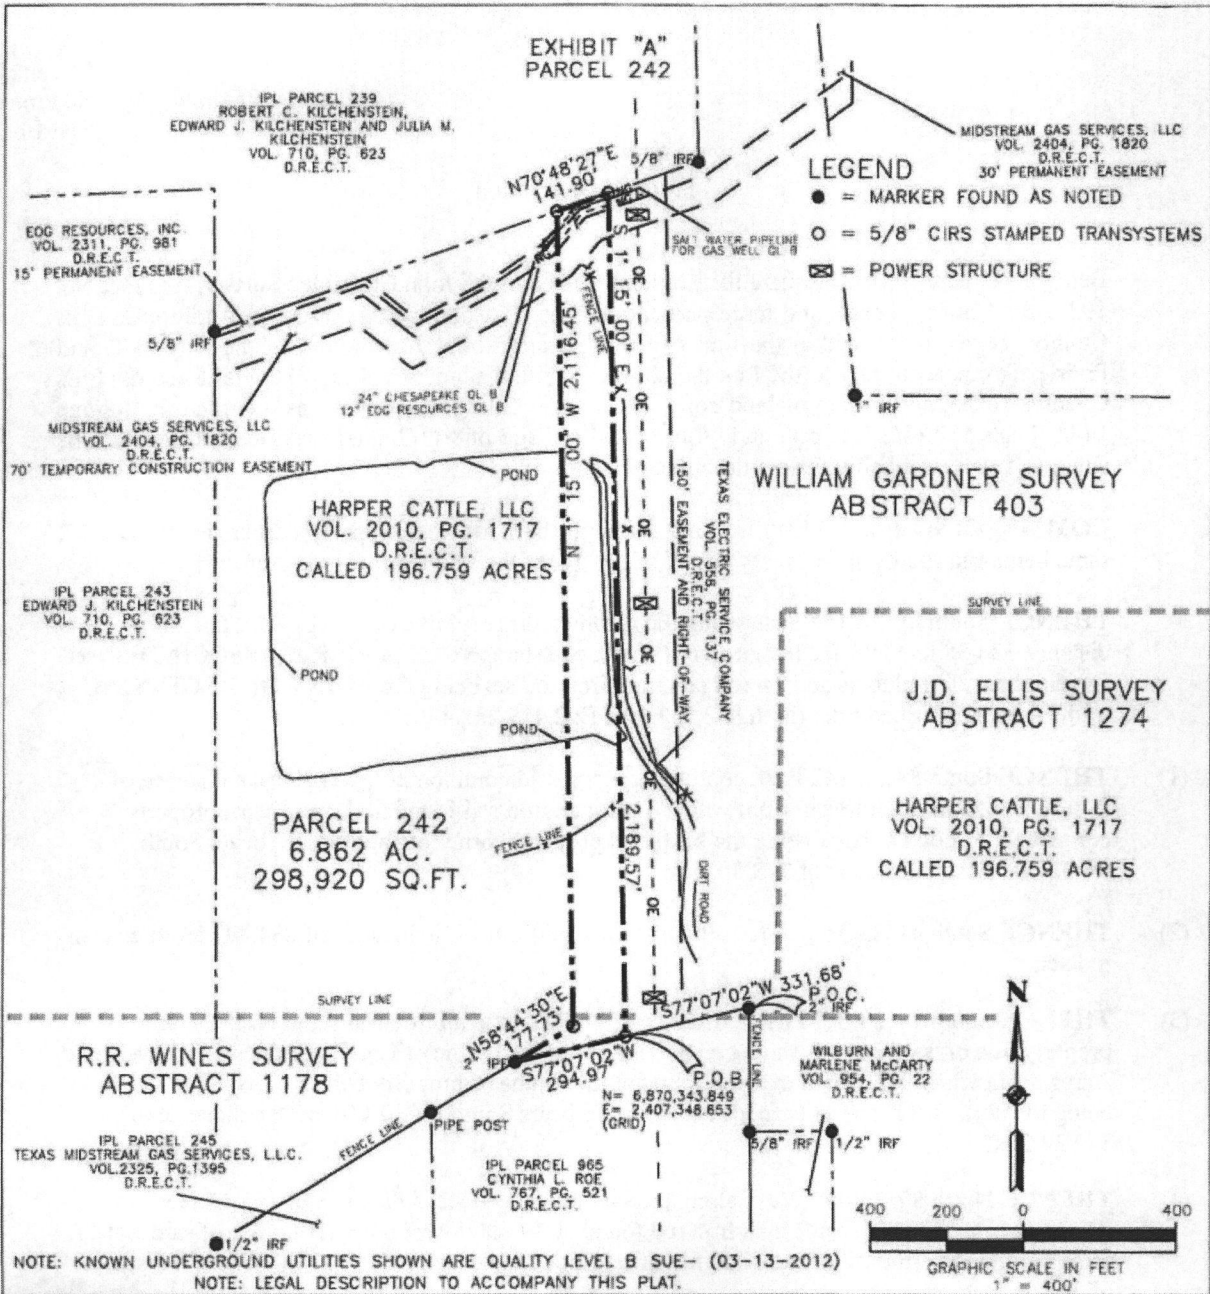 EXHIBIT "A"
PARCEL 242
IPL PARCEL 239
ROBERT C. KILCHENSTEIN,
EDWARD J. KILCHENSTEIN AND JULIA M.
KILCHENSTEIN
VOL. 710, PG. 623
D.R.E.C.T.
N70°48'27"E
141.90'
5/8" IRF
MIDSTREAM GAS SERVICES, LLC
VOL. 2404, PG. 1820
D.R.E.C.T.
30' PERMANENT EASEMENT
LEGEND
= MARKER FOUND AS NOTED
= 5/8" CIRS STAMPED TRANSYSTEMS
= POWER STRUCTURE
EOG RESOURCES, INC.
VOL. 2311, PG. 981
D.R.E.C.T.
15' PERMANENT EASEMENT
SALT WATER PIPELINE
FOR GAS WELL QL B
5/8" IRF
FENCE LINE
24" CHESAPEAKE QL B
12" EOG RESOURCES QL B
MIDSTREAM GAS SERVICES, LLC
VOL. 2404, PG. 1820
D.R.E.C.T.
70' TEMPORARY CONSTRUCTION EASEMENT
1" IRF
POND
N 1° 15' 00" W 2,116.45'
S 1° 15' 00" E
2,189.57'
OE
OE
OE
OE
OE
OE
HARPER CATTLE, LLC
VOL. 2010, PG. 1717
D.R.E.C.T.
CALLED 196.759 ACRES
TEXAS ELECTRIC SERVICE COMPANY
VOL. 558, PG. 137
D.R.E.C.T.
150' EASEMENT AND RIGHT-OF-WAY
WILLIAM GARDNER SURVEY
ABSTRACT 403
IPL PARCEL 243
EDWARD J. KILCHENSTEIN
VOL. 710, PG. 623
D.R.E.C.T.
SURVEY LINE
POND
J.D. ELLIS SURVEY
ABSTRACT 1274
POND
PARCEL 242
6.862 AC.
298,920 SQ.FT.
FENCE LINE
DIRT ROAD
HARPER CATTLE, LLC
VOL. 2010, PG. 1717
D.R.E.C.T.
CALLED 196.759 ACRES
SURVEY LINE
N58°44'30"E
177.73'
S77°07'02"W 331.68'
P.O.C.
2" IRF
N
R.R. WINES SURVEY
ABSTRACT 1178
2" IRF
S77°07'02"W
294.97'
P.O.B.
N= 6,870,343.849
E= 2,407,348.653
(GRID)
FENCE LINE
WILBURN AND
MARLENE McCARTY
VOL. 954, PG. 22
D.R.E.C.T.
PIPE POST
5/8" IRF
1/2" IRF
FENCE LINE
IPL PARCEL 245
TEXAS MIDSTREAM GAS SERVICES, L.L.C.
VOL.2325, PG.1395
D.R.E.C.T.
IPL PARCEL 965
CYNTHIA L. ROE
VOL. 767, PG. 521
D.R.E.C.T.
1/2" IRF
400 200 0 400
GRAPHIC SCALE IN FEET
1" = 400'
NOTE: KNOWN UNDERGROUND UTILITIES SHOWN ARE QUALITY LEVEL B SUE- (03-13-2012)
NOTE: LEGAL DESCRIPTION TO ACCOMPANY THIS PLAT.